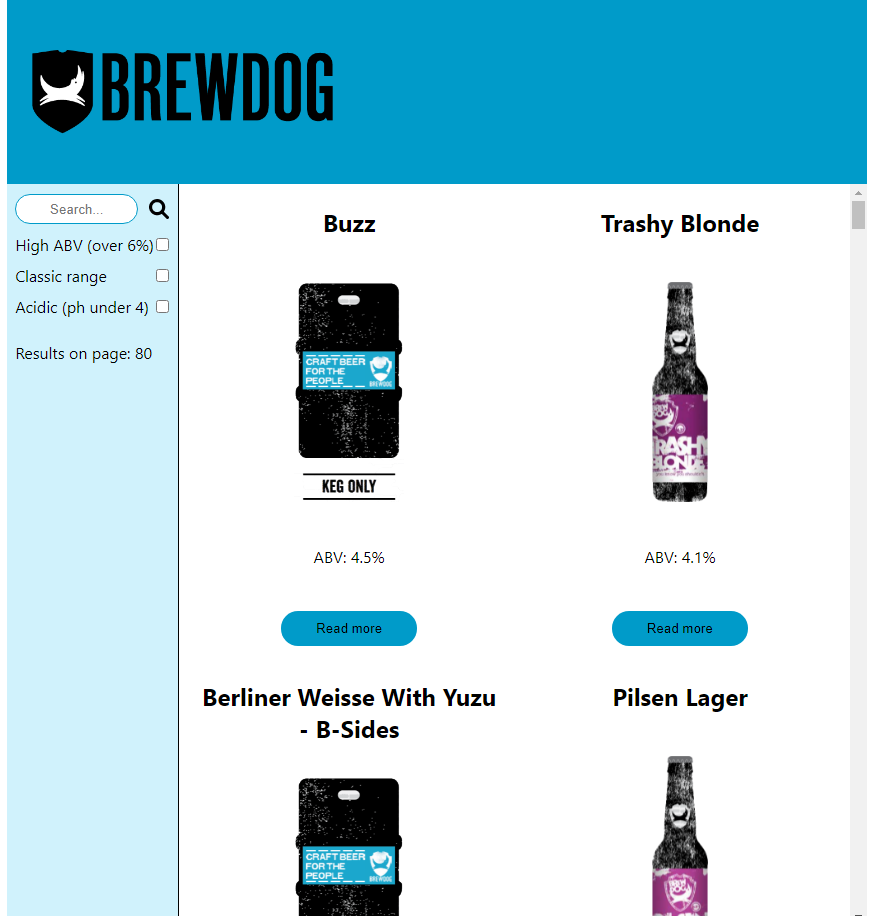 BREWDOG
Search...
High ABV (over 6%)
Classic range
Acidic (ph under 4)
Results on page: 80
Buzz
CRAFT BEER
FOR THE
PEOPLE
BREWDOG
KEG ONLY
ABV: 4.5%
Read more
Trashy Blonde
TRASHY
BLONDE
ABV: 4.1%
Read more
Berliner Weisse With Yuzu
- B-Sides
CRAFT BEER
FOR THE
PEOPLE
BREWDOG
Pilsen Lager